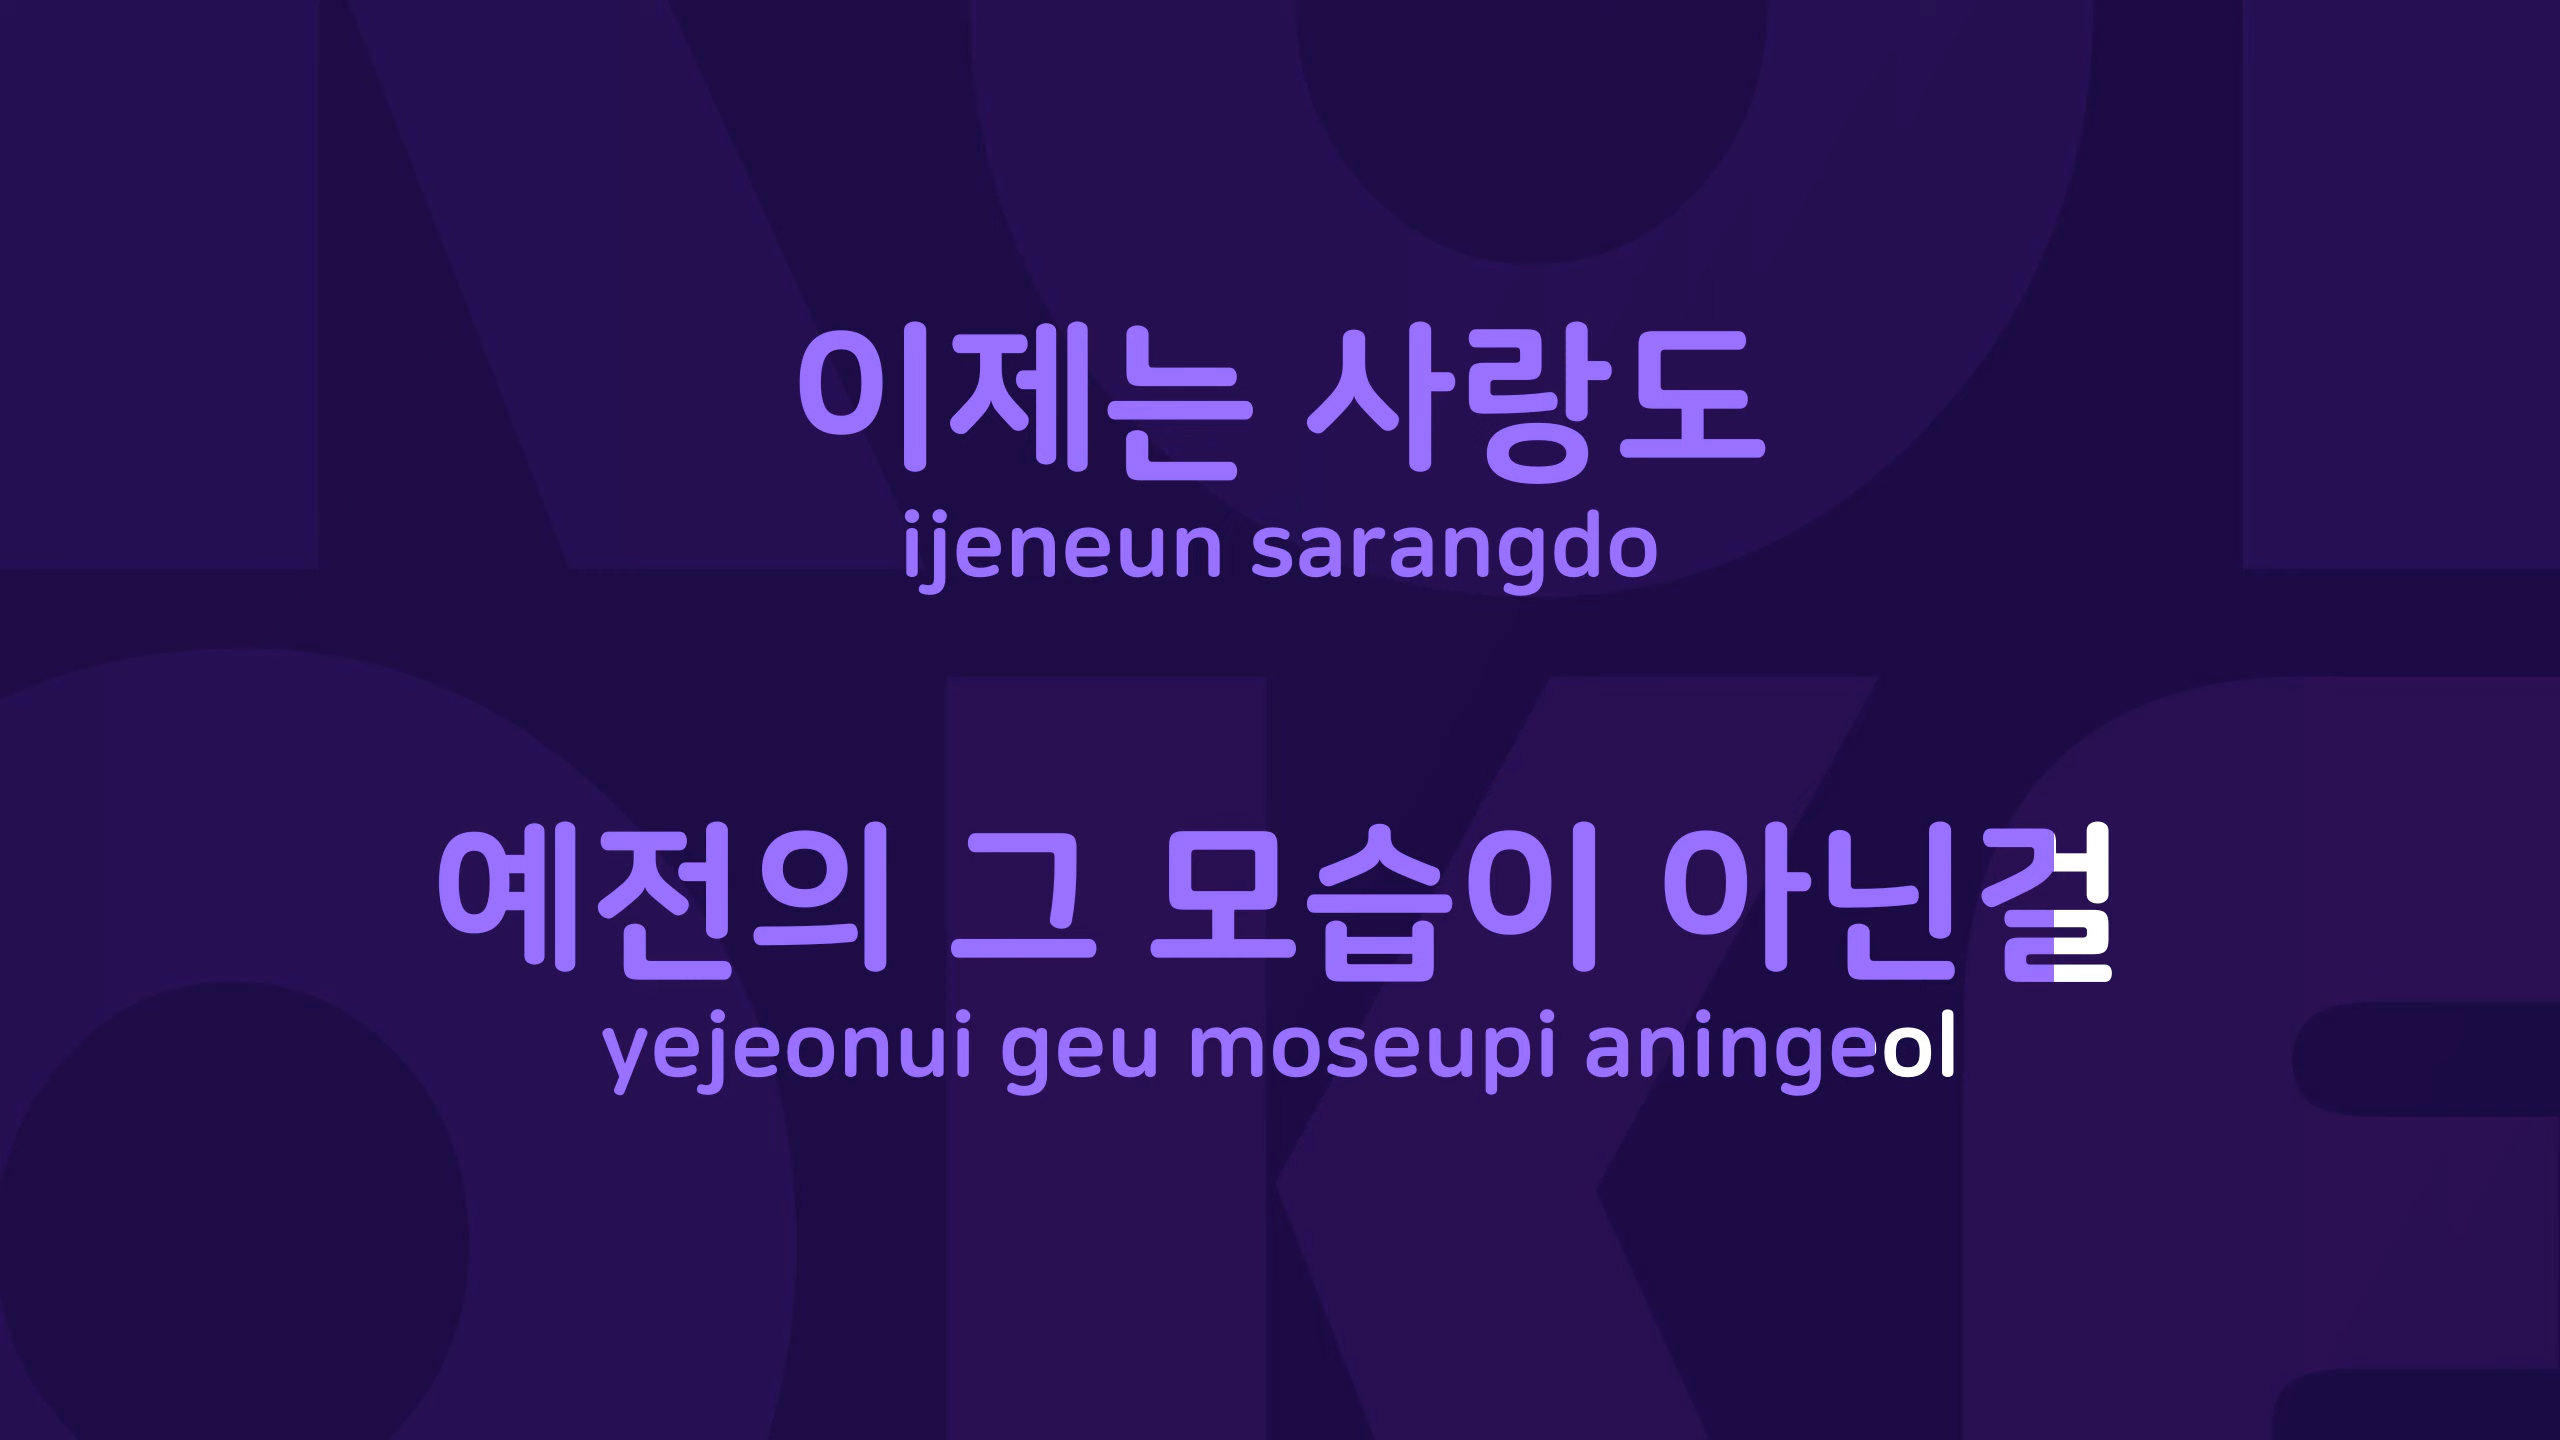 이제는 사랑도
ijeneun sarangdo
예전의 그 모습이 아닌걸
yejeonui geu moseupi aningeol